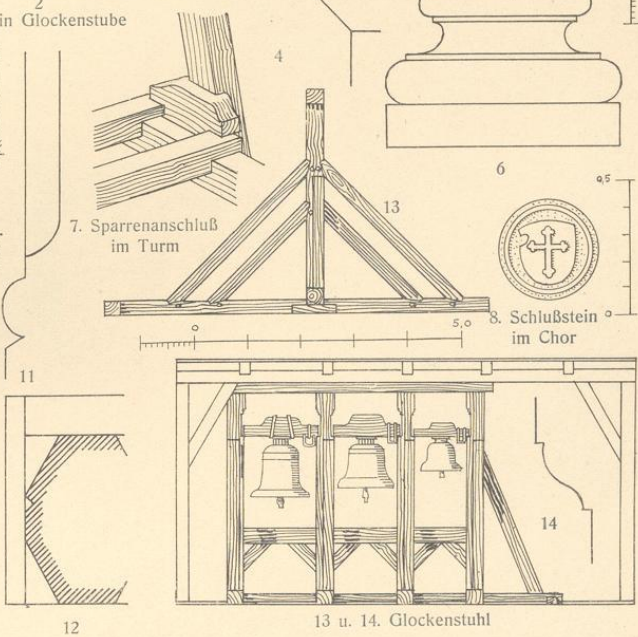 2
in Glockenstube
4
6
7. Sparrenanschluß
im Turm
13
0,5
8. Schlußstein
im Chor
0
0
5,0
11
14
12
13 u. 14. Glockenstuhl